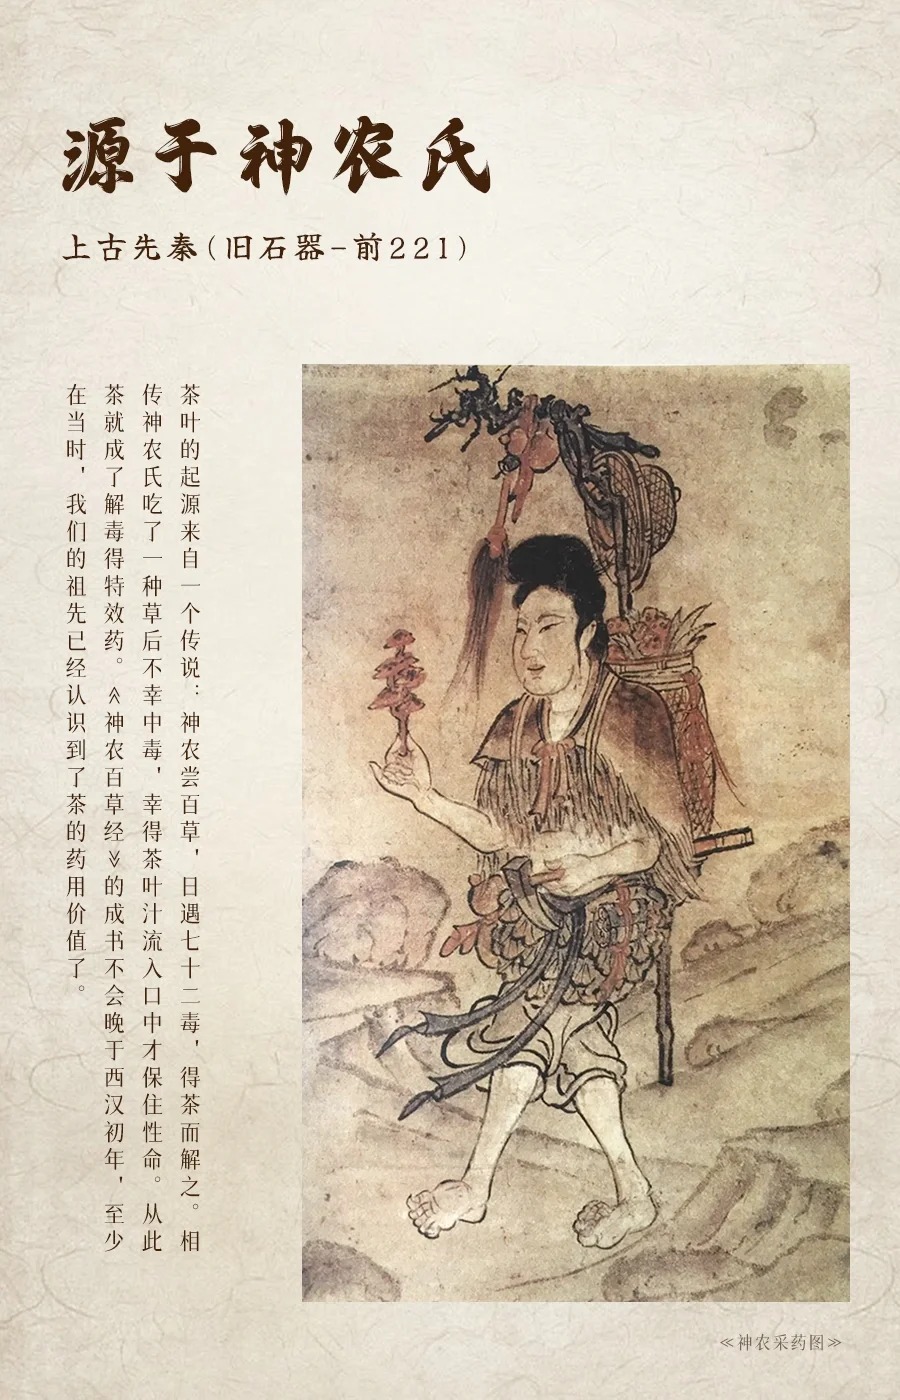 源于神农氏
上古先秦(旧石器-前221)
茶叶的起源来自一个传说：神农尝百草，日遇七十二毒，得茶而解之。相
传神农氏吃了一种草后不幸中毒，幸得茶叶汁流入口中才保住性命。从此
茶就成了解毒得特效药。《神农百草经》的成书不会晚于西汉初年，至少
在当时，我们的祖先已经认识到了茶的药用价值了。
≪神农采药图≫